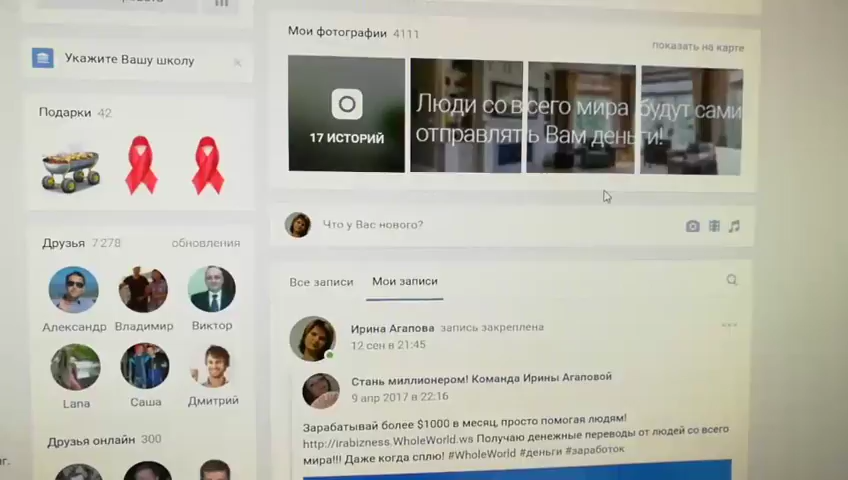 Укажите Вашу школу
Подарки 42
Друзья 7 278 обновления
Александр Владимир Виктор
Lana Саша Дмитрий
Друзья онлайн 300
Мои фотографии 4111
показать на карте
17 ИСТОРИЙ
Люди со всего мира будут сами
отправлять Вам деньги!
Что у Вас нового?
Все записи Мои записи
Ирина Агапова запись закреплена
12 сен в 21:45
Стань миллионером! Команда Ирины Агаповой
9 апр 2017 в 22:16
Зарабатывай более $1000 в месяц, просто помогая людям!
http://irabizness.WholeWorld.ws Получаю денежные переводы от людей со всего
мира!!! Даже когда сплю! #WholeWorld #деньги #заработок